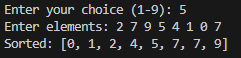 Enter your choice (1-9): 5
Enter elements: 2 7 9 5 4 1 0 7
Sorted: [0, 1, 2, 4, 5, 7, 7, 9]